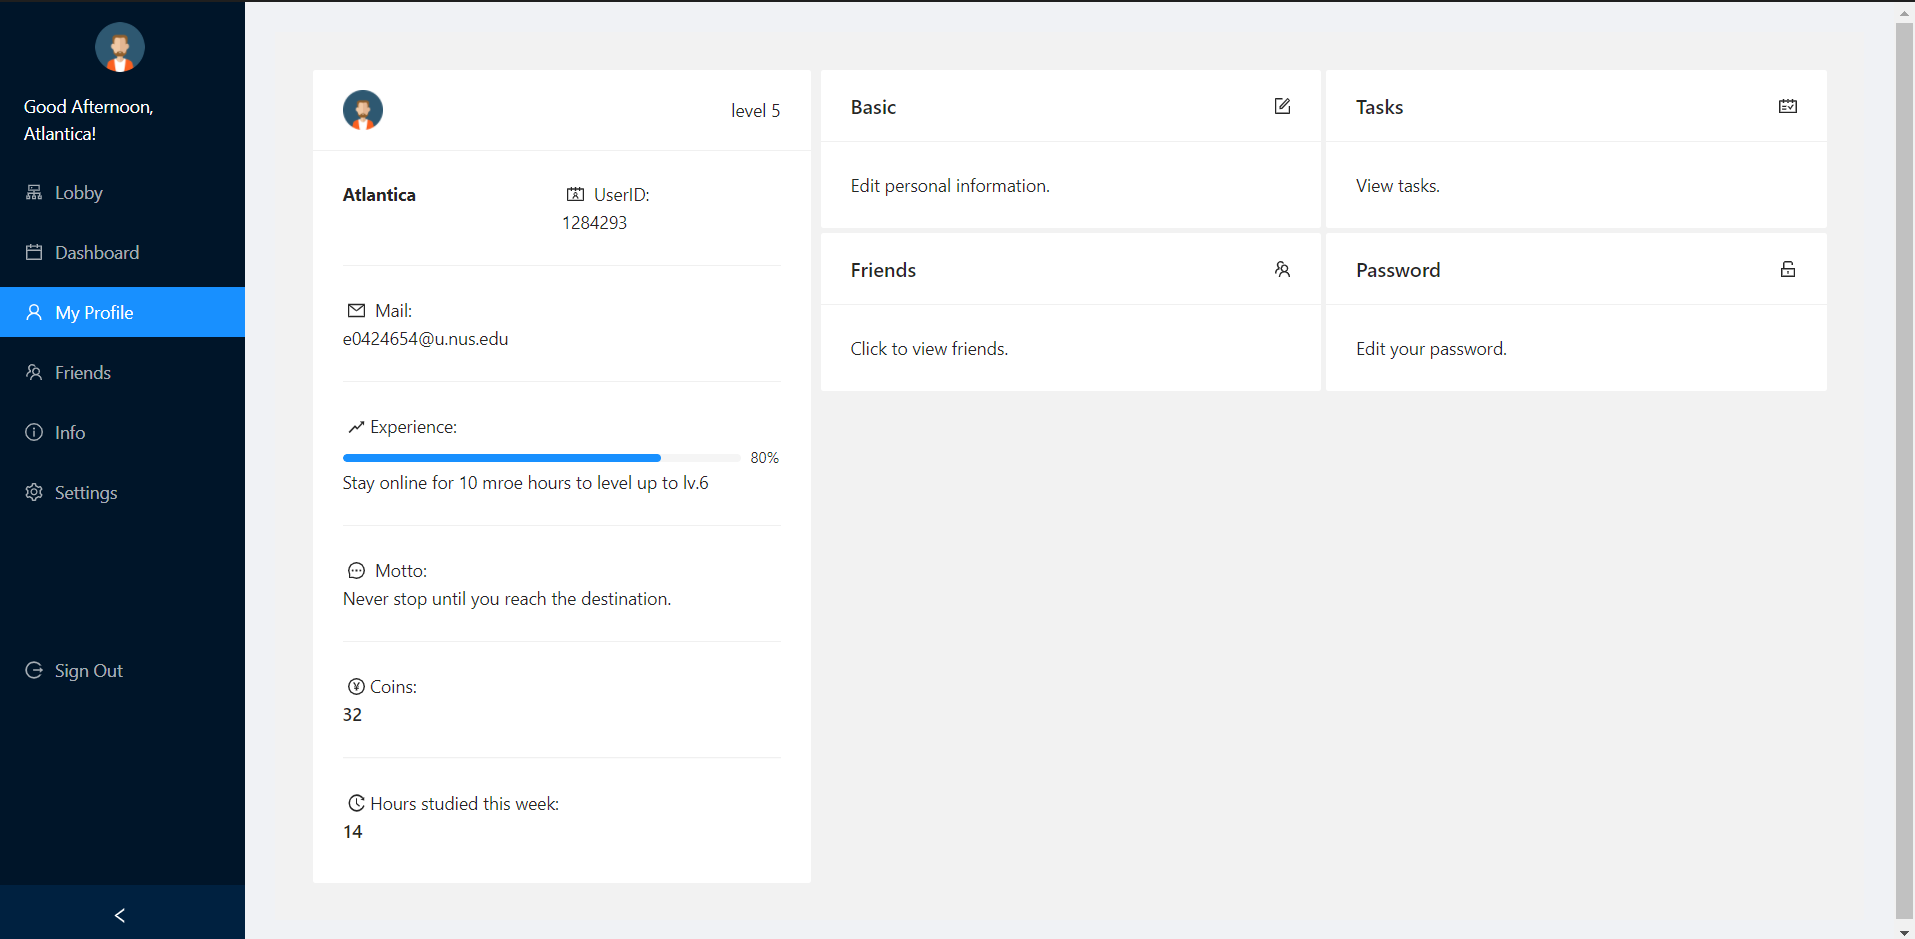 Good Afternoon,
Atlantica!
Lobby
Dashboard
My Profile
Friends
Info
Settings
Sign Out
level 5
Atlantica
UserID:
1284293
Mail:
e0424654@u.nus.edu
Experience:
80%
Stay online for 10 mroe hours to level up to lv.6
Motto:
Never stop until you reach the destination.
Coins:
32
Hours studied this week:
14
Basic
Edit personal information.
Tasks
View tasks.
Friends
Click to view friends.
Password
Edit your password.